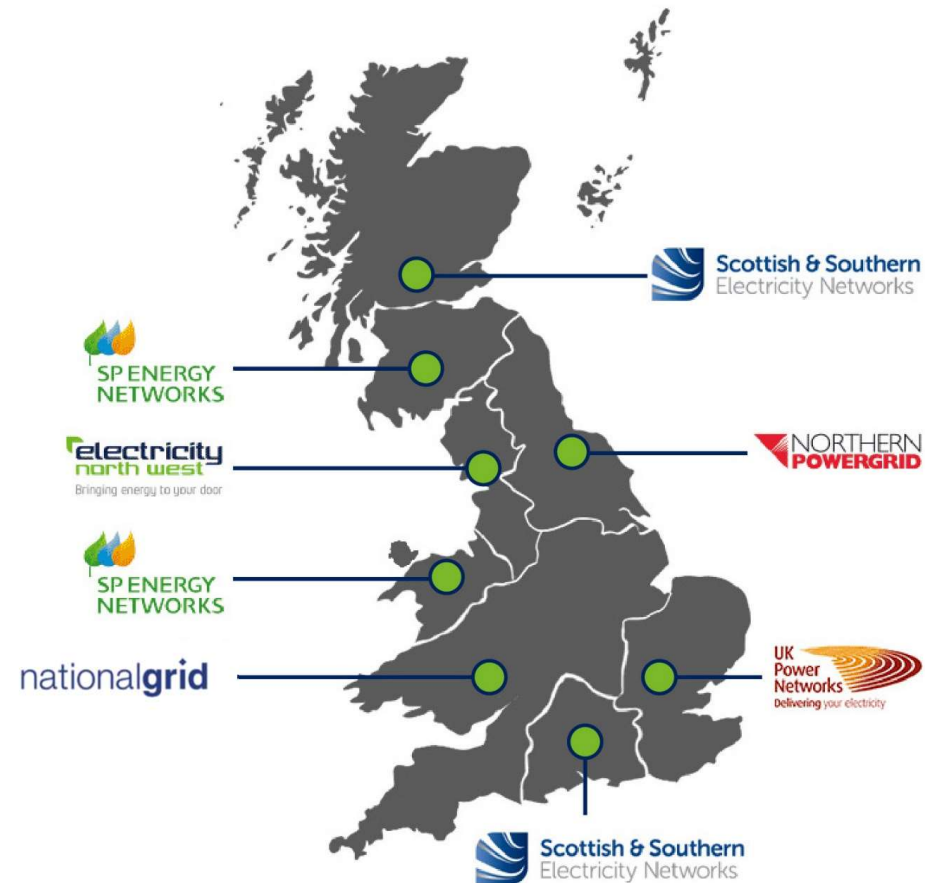 Scottish & Southern
Electricity Networks
SP ENERGY
NETWORKS
electricity
north west
Bringing energy to your door
NORTHERN
POWERGRID
SP ENERGY
NETWORKS
nationalgrid
UK
Power
Networks
Delivering your electricity
Scottish & Southern
Electricity Networks